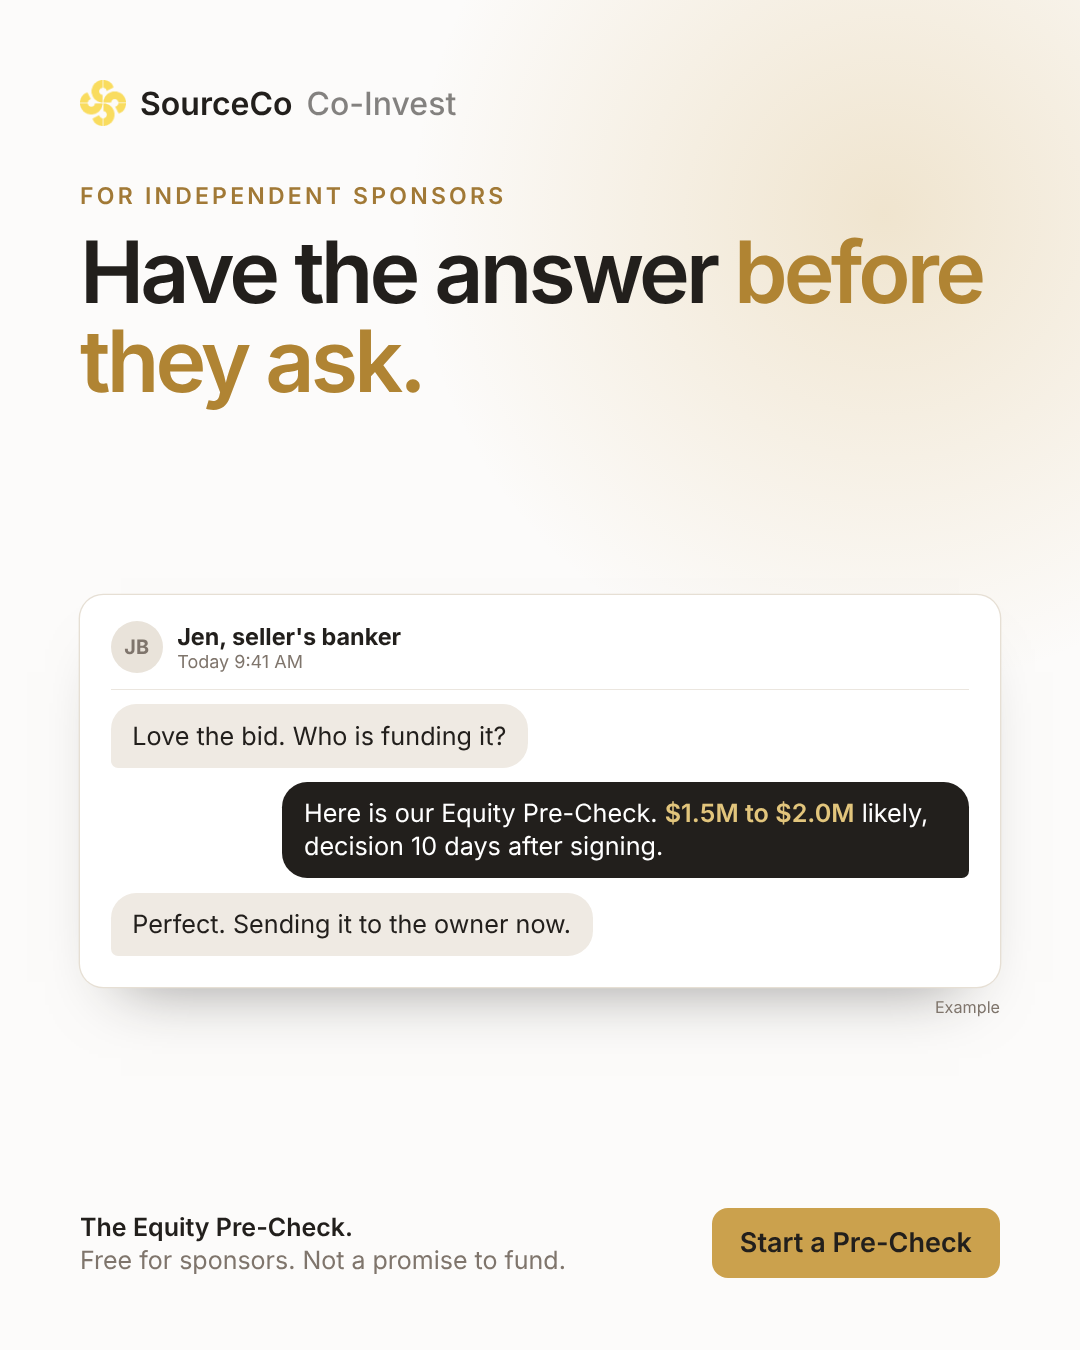 SourceCo Co-Invest
FOR INDEPENDENT SPONSORS
Have the answer before
they ask.
JB
Jen, seller's banker
Today 9:41 AM
Love the bid. Who is funding it?
Here is our Equity Pre-Check. $1.5M to $2.0M likely,
decision 10 days after signing.
Perfect. Sending it to the owner now.
Example
The Equity Pre-Check.
Free for sponsors. Not a promise to fund.
Start a Pre-Check